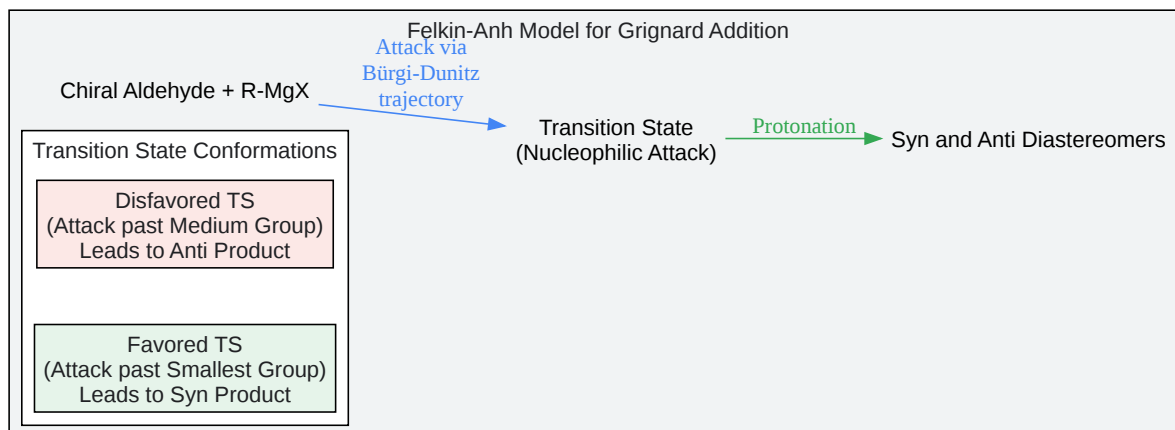 Felkin-Anh Model for Grignard Addition
Attack via
Bürgi-Dunitz
trajectory
Chiral Aldehyde + R-MgX
Transition State
(Nucleophilic Attack)
Protonation
Syn and Anti Diastereomers
Transition State Conformations
Disfavored TS
(Attack past Medium Group)
Leads to Anti Product
Favored TS
(Attack past Smallest Group)
Leads to Syn Product